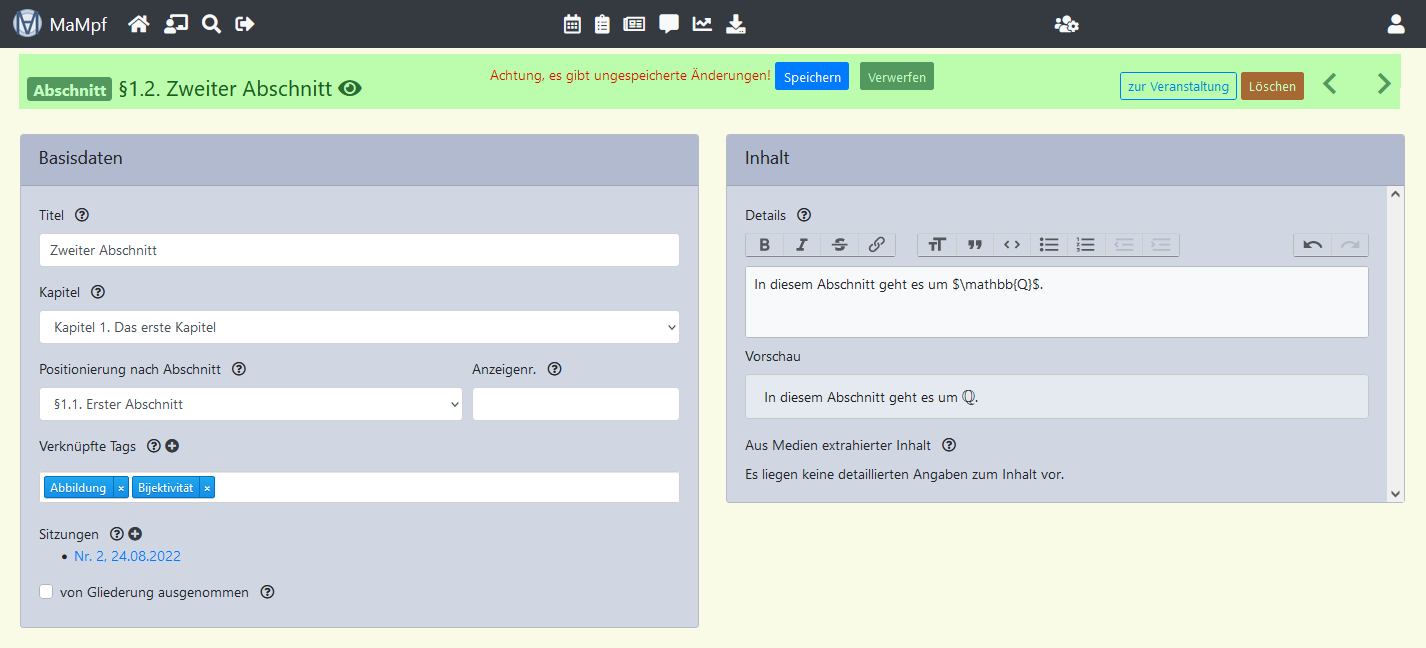 MaMpf
Abschnitt §1.2. Zweiter Abschnitt
Achtung, es gibt ungespeicherte Änderungen! Speichern Verwerfen
zur Veranstaltung Löschen
Basisdaten
Titel
Zweiter Abschnitt
Kapitel
Kapitel 1. Das erste Kapitel
Positionierung nach Abschnitt Anzeigenr.
§1.1. Erster Abschnitt
Verknüpfte Tags
Abbildung × Bijektivität ×
Sitzungen
• Nr. 2, 24.08.2022
von Gliederung ausgenommen
Inhalt
Details
In diesem Abschnitt geht es um $\mathbb{Q}$.
Vorschau
In diesem Abschnitt geht es um ℚ.
Aus Medien extrahierter Inhalt
Es liegen keine detaillierten Angaben zum Inhalt vor.